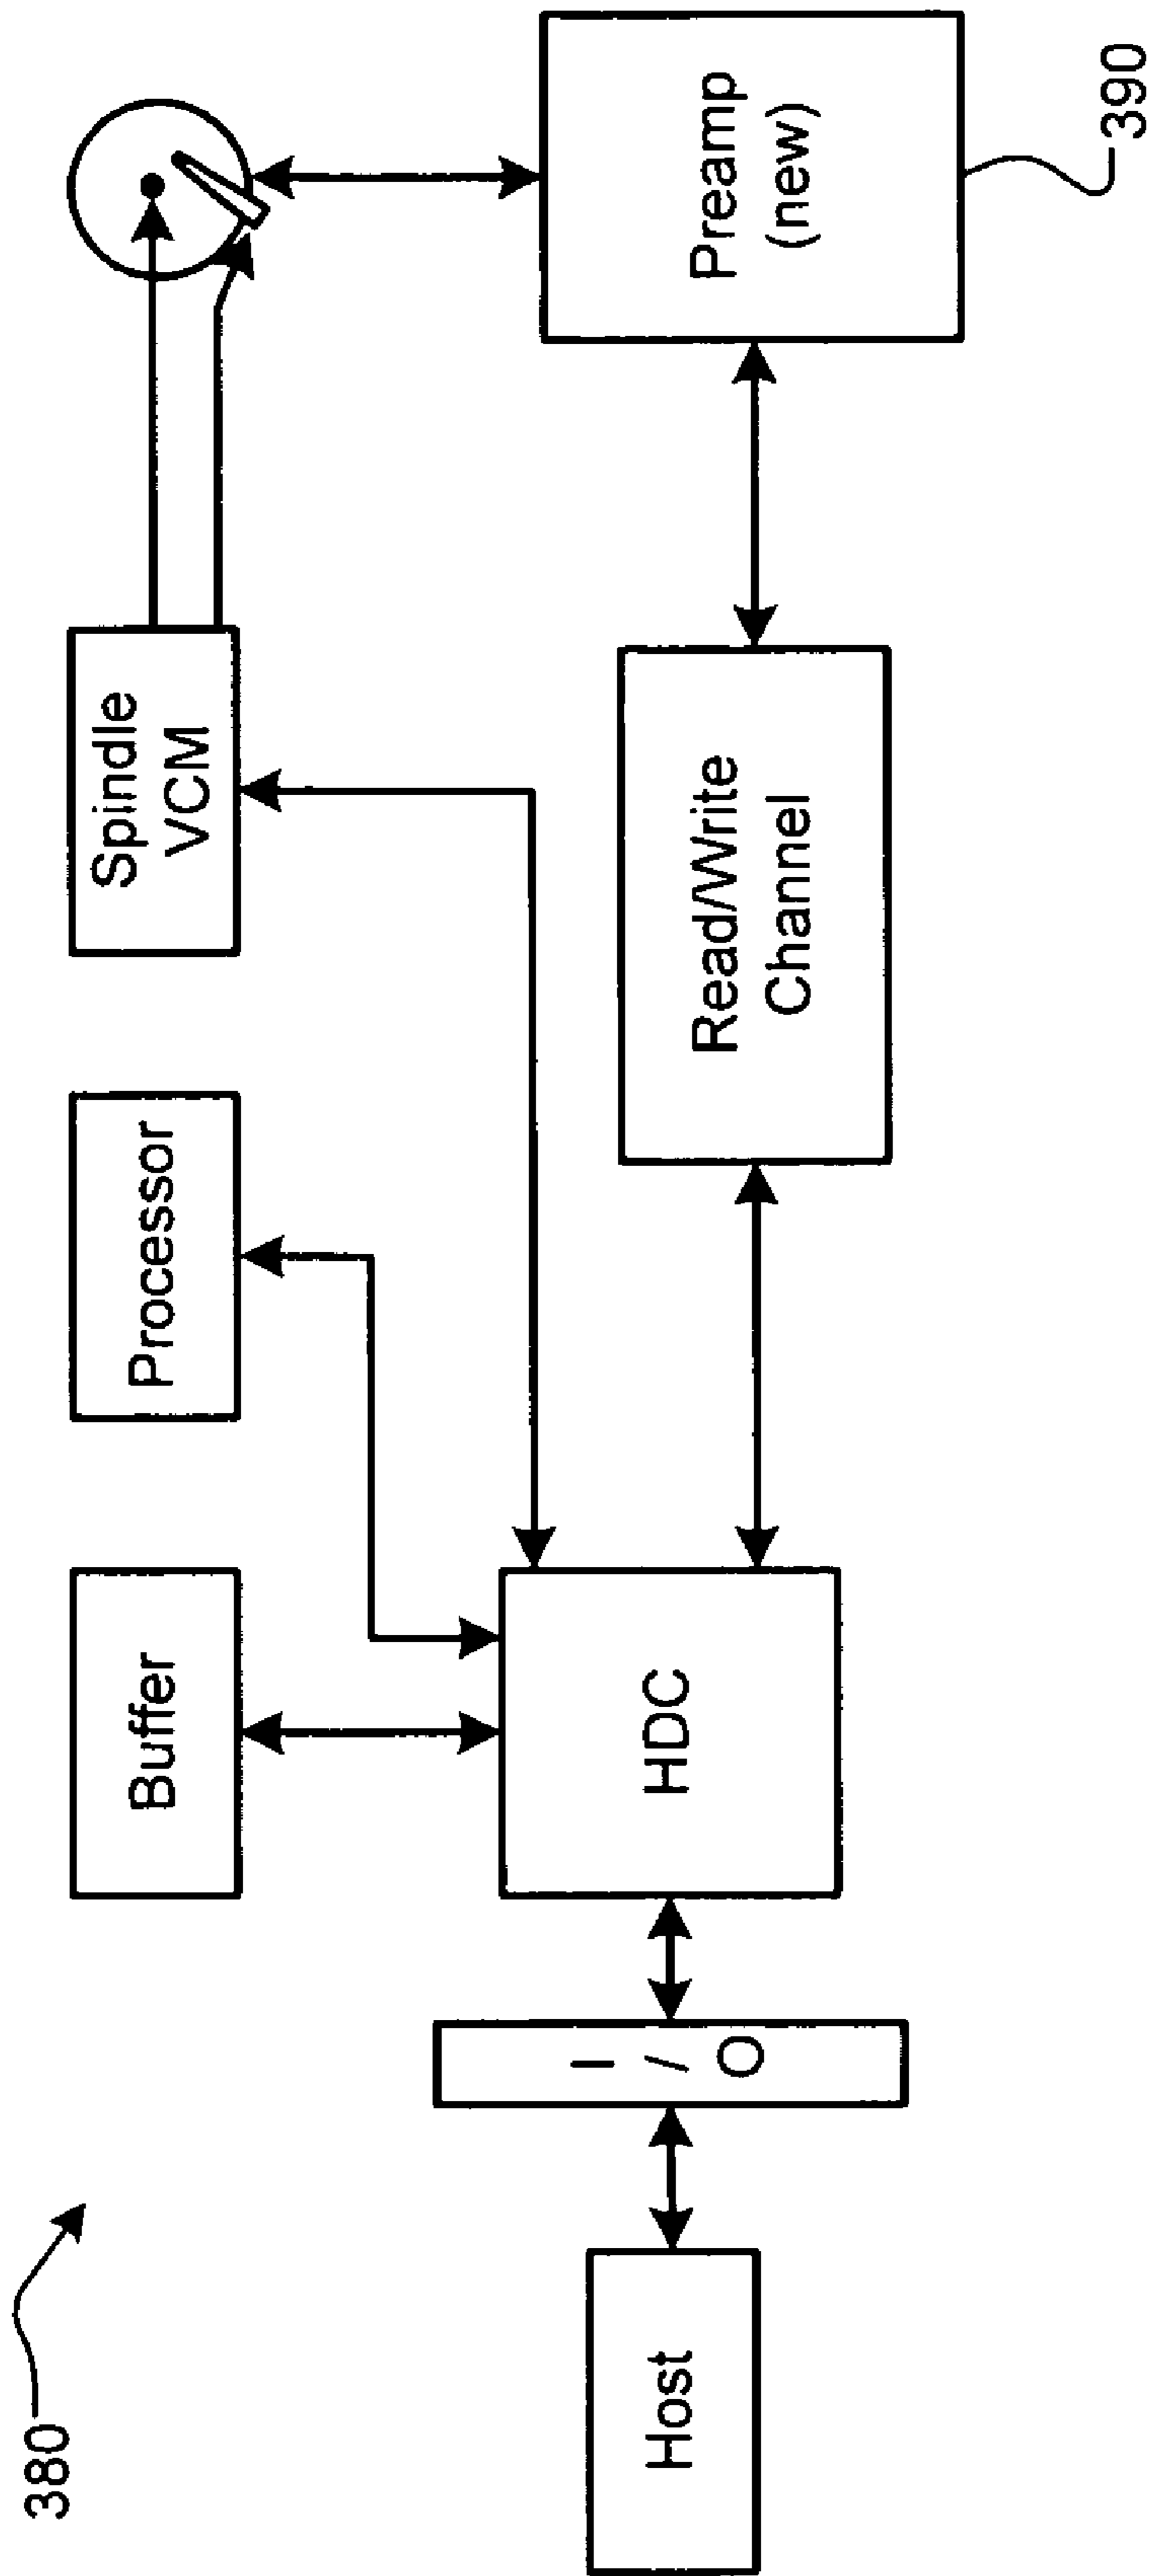 380
Buffer
Processor
Spindle
VCM
Host
I
/
O
HDC
Read/Write
Channel
Preamp
(new)
390